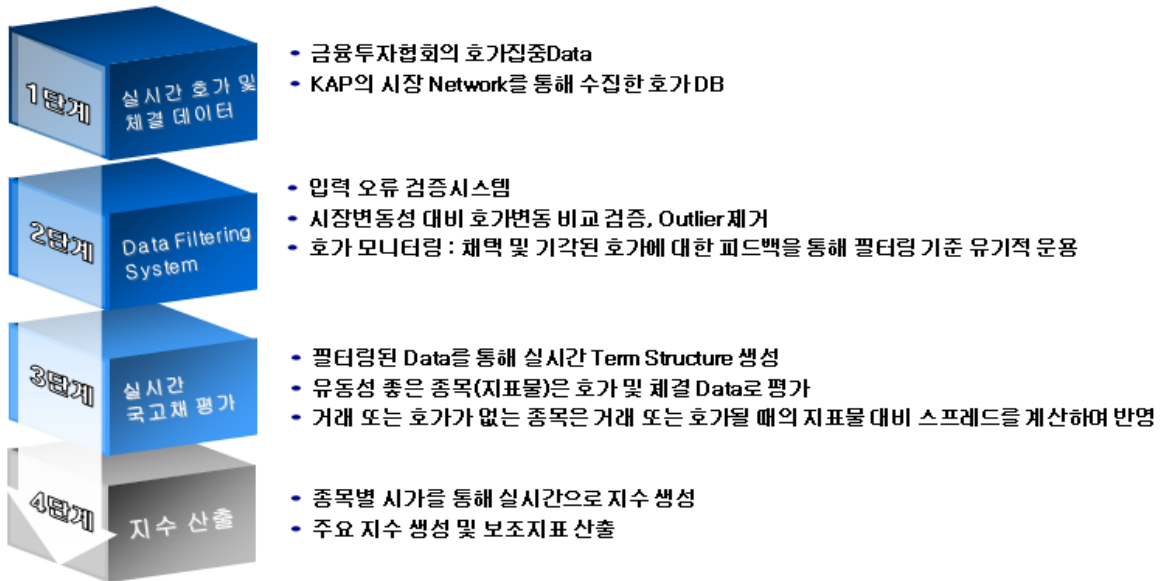 1단계
실시간 호가 및
체결 데이터
• 금융투자협회의 호가집중Data
• KAP의 시장 Network를 통해 수집한 호가 DB
2단계
Data Filtering
System
• 입력 오류 검증시스템
• 시장변동성 대비 호가변동 비교 검증, Outlier 제거
• 호가 모니터링 : 채택 및 기각된 호가에 대한 피드백을 통해 필터링 기준 유기적 운용
3단계
실시간
국고채 평가
• 필터링된 Data를 통해 실시간 Term Structure 생성
• 유동성 좋은 종목(지표물)은 호가 및 체결 Data로 평가
• 거래 또는 호가가 없는 종목은 거래 또는 호가될 때의 지표물 대비 스프레드를 계산하여 반영
4단계
지수 산출
• 종목별 시가를 통해 실시간으로 지수 생성
• 주요 지수 생성 및 보조지표 산출